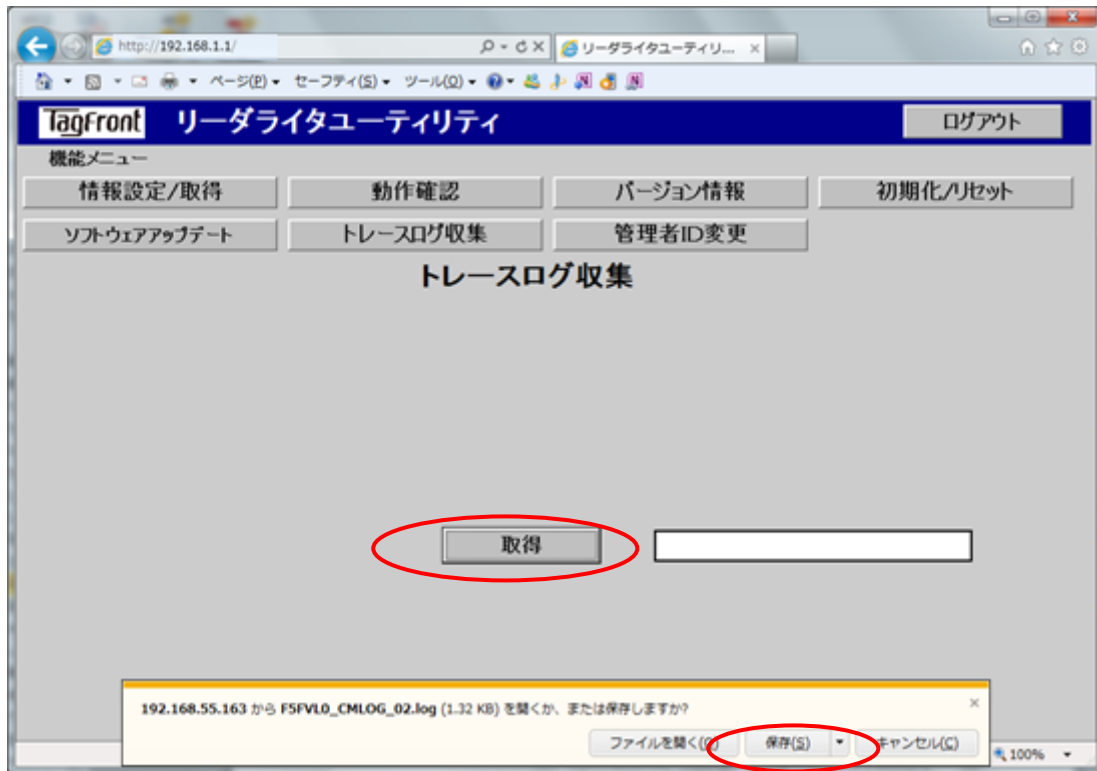 http://192.168.1.1/
リーダライタユーティリ...
ページ(P) セーフティ(S) ツール(O)
TagFront リーダライタユーティリティ ログアウト
機能メニュー
情報設定/取得 動作確認 バージョン情報 初期化/リセット
ソフトウェアアップデート トレースログ収集 管理者ID変更
トレースログ収集
取得
192.168.55.163 から F5FVL0_CMLOG_02.log (1.32 KB) を開くか、または保存しますか?
ファイルを開く(O) 保存(S) キャンセル(C)
100%